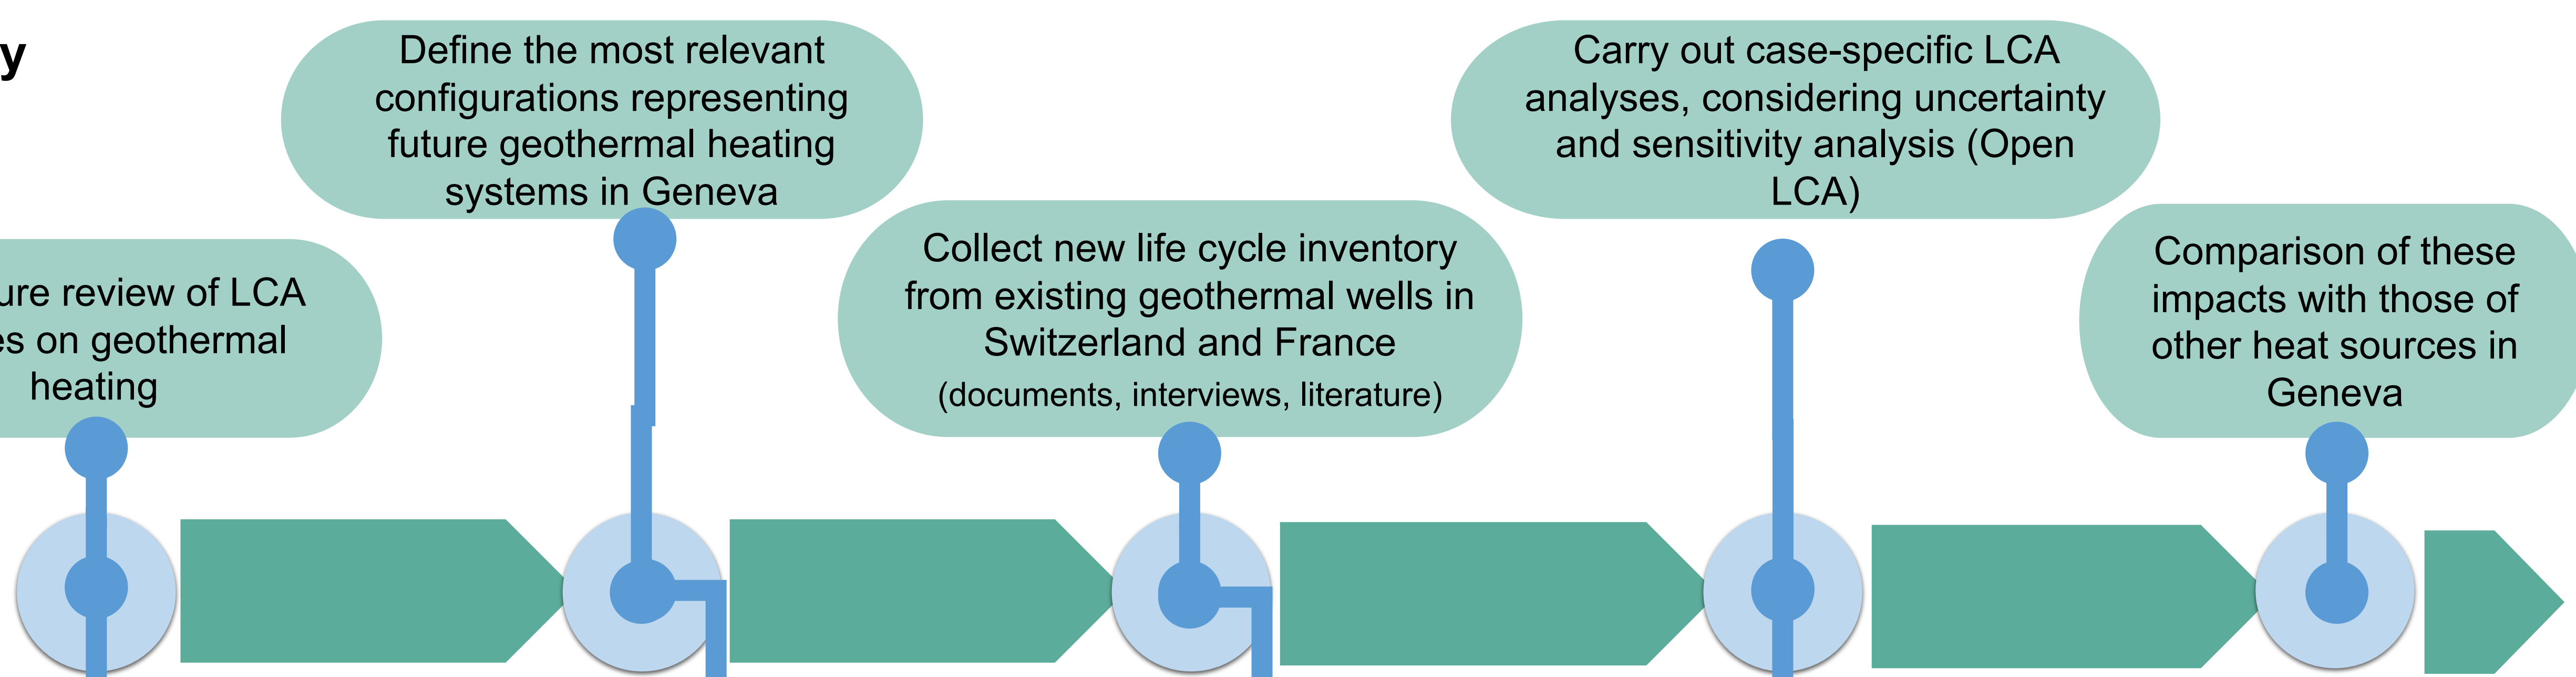 y
Define the most relevant
configurations representing
future geothermal heating
systems in Geneva
Carry out case-specific LCA
analyses, considering uncertainty
and sensitivity analysis (Open
LCA)
ure review of LCA
es on geothermal
heating
Collect new life cycle inventory
from existing geothermal wells in
Switzerland and France
(documents, interviews, literature)
Comparison of these
impacts with those of
other heat sources in
Geneva